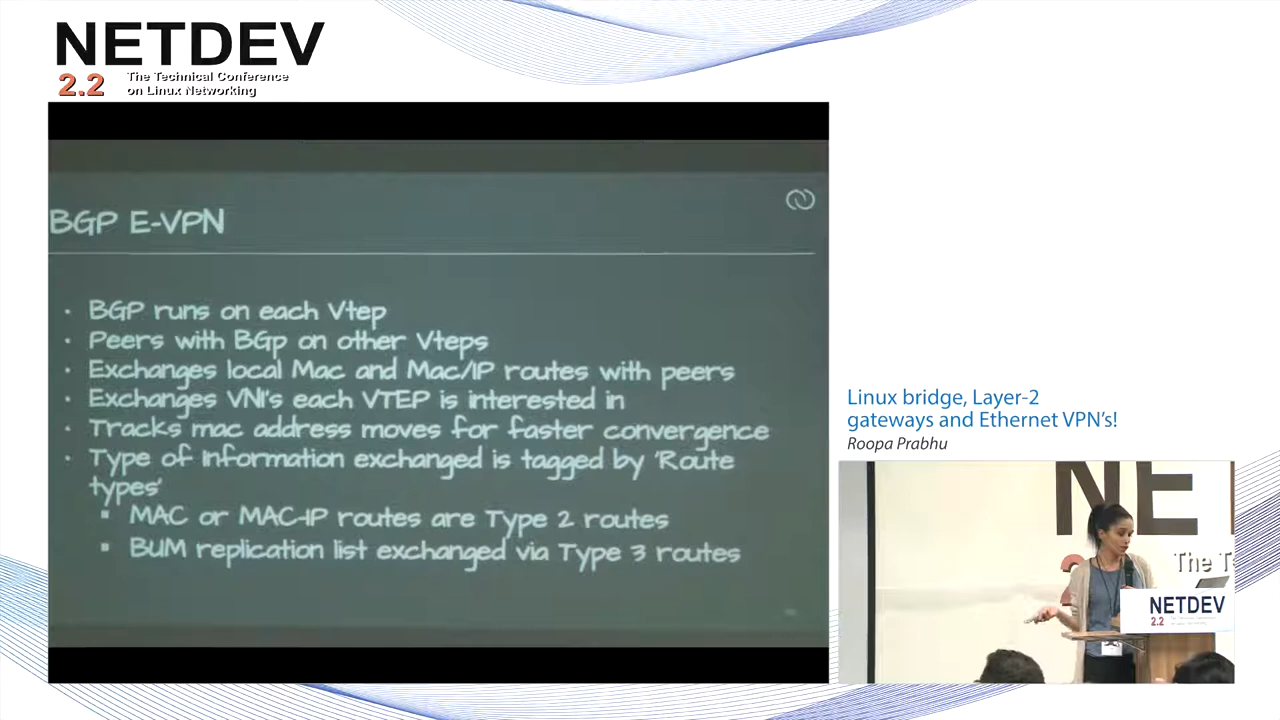 NETDEV
2.2 The Technical Conference
on Linux Networking
BGP E-VPN
• BGP runs on each Vtep
• Peers with BGp on other Vteps
• Exchanges local Mac and Mac/IP routes with peers
• Exchanges VNI's each VTEP is interested in
• Tracks mac address moves for faster convergence
• Type of Information exchanged is tagged by 'Route
types'
▪ MAC or MAC-IP routes are Type 2 routes
▪ BUM replication list exchanged via Type 3 routes
Linux bridge, Layer-2
gateways and Ethernet VPN's!
Roopa Prabhu
NE
The Te
NETDEV
2.2